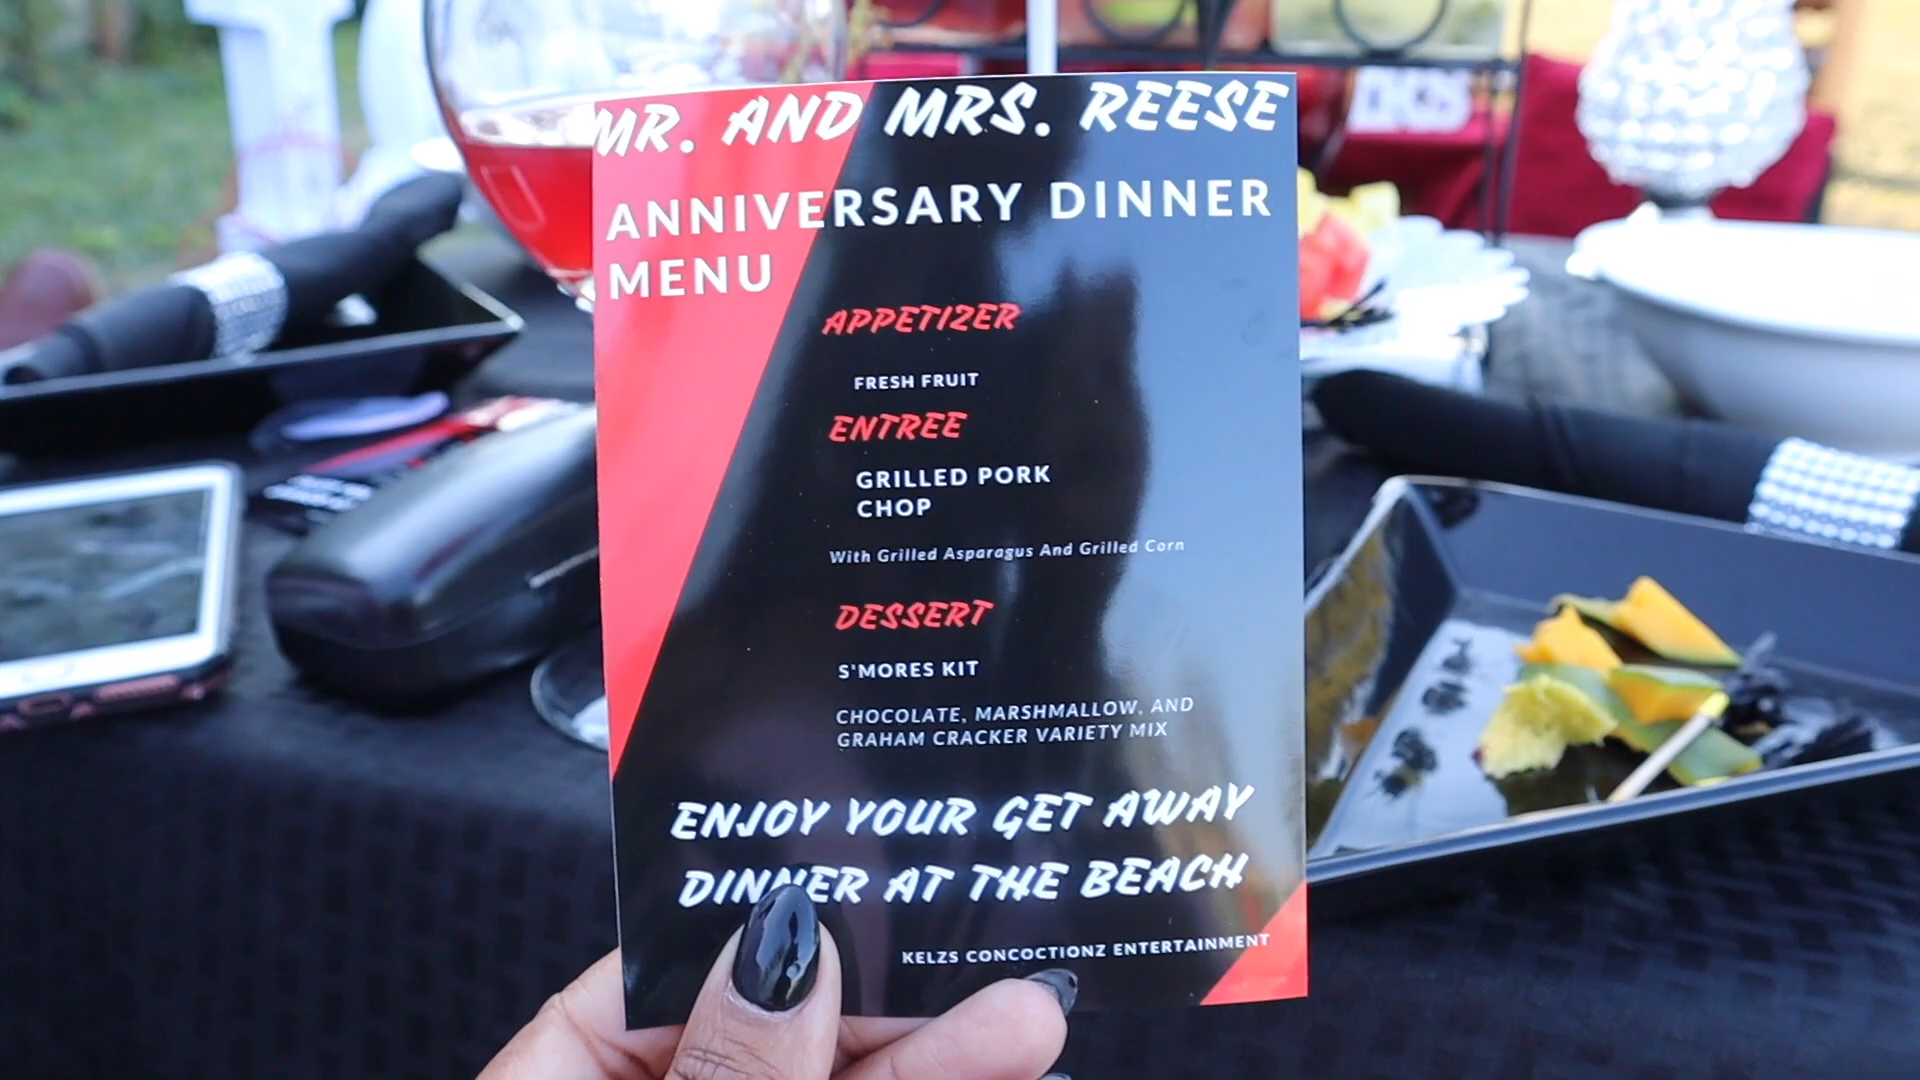 MR. AND MRS. REESE
ANNIVERSARY DINNER
MENU
APPETIZER
FRESH FRUIT
ENTREE
GRILLED PORK
CHOP
With Grilled Asparagus And Grilled Corn
DESSERT
S'MORES KIT
CHOCOLATE, MARSHMALLOW, AND
GRAHAM CRACKER VARIETY MIX
ENJOY YOUR GET AWAY
DINNER AT THE BEACH
KELZS CONCOCTIONZ ENTERTAINMENT